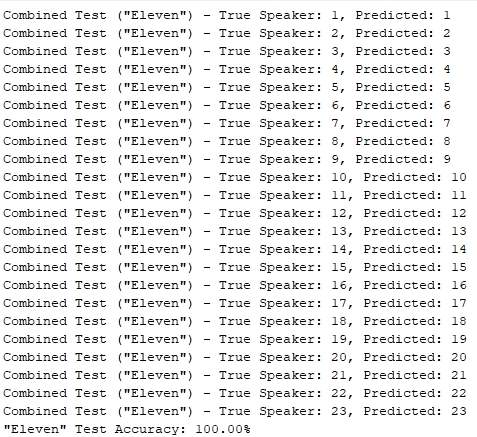 Combined Test ("Eleven") - True Speaker: 1, Predicted: 1
Combined Test ("Eleven") - True Speaker: 2, Predicted: 2
Combined Test ("Eleven") - True Speaker: 3, Predicted: 3
Combined Test ("Eleven") - True Speaker: 4, Predicted: 4
Combined Test ("Eleven") - True Speaker: 5, Predicted: 5
Combined Test ("Eleven") - True Speaker: 6, Predicted: 6
Combined Test ("Eleven") - True Speaker: 7, Predicted: 7
Combined Test ("Eleven") - True Speaker: 8, Predicted: 8
Combined Test ("Eleven") - True Speaker: 9, Predicted: 9
Combined Test ("Eleven") - True Speaker: 10, Predicted: 10
Combined Test ("Eleven") - True Speaker: 11, Predicted: 11
Combined Test ("Eleven") - True Speaker: 12, Predicted: 12
Combined Test ("Eleven") - True Speaker: 13, Predicted: 13
Combined Test ("Eleven") - True Speaker: 14, Predicted: 14
Combined Test ("Eleven") - True Speaker: 15, Predicted: 15
Combined Test ("Eleven") - True Speaker: 16, Predicted: 16
Combined Test ("Eleven") - True Speaker: 17, Predicted: 17
Combined Test ("Eleven") - True Speaker: 18, Predicted: 18
Combined Test ("Eleven") - True Speaker: 19, Predicted: 19
Combined Test ("Eleven") - True Speaker: 20, Predicted: 20
Combined Test ("Eleven") - True Speaker: 21, Predicted: 21
Combined Test ("Eleven") - True Speaker: 22, Predicted: 22
Combined Test ("Eleven") - True Speaker: 23, Predicted: 23
"Eleven" Test Accuracy: 100.00%